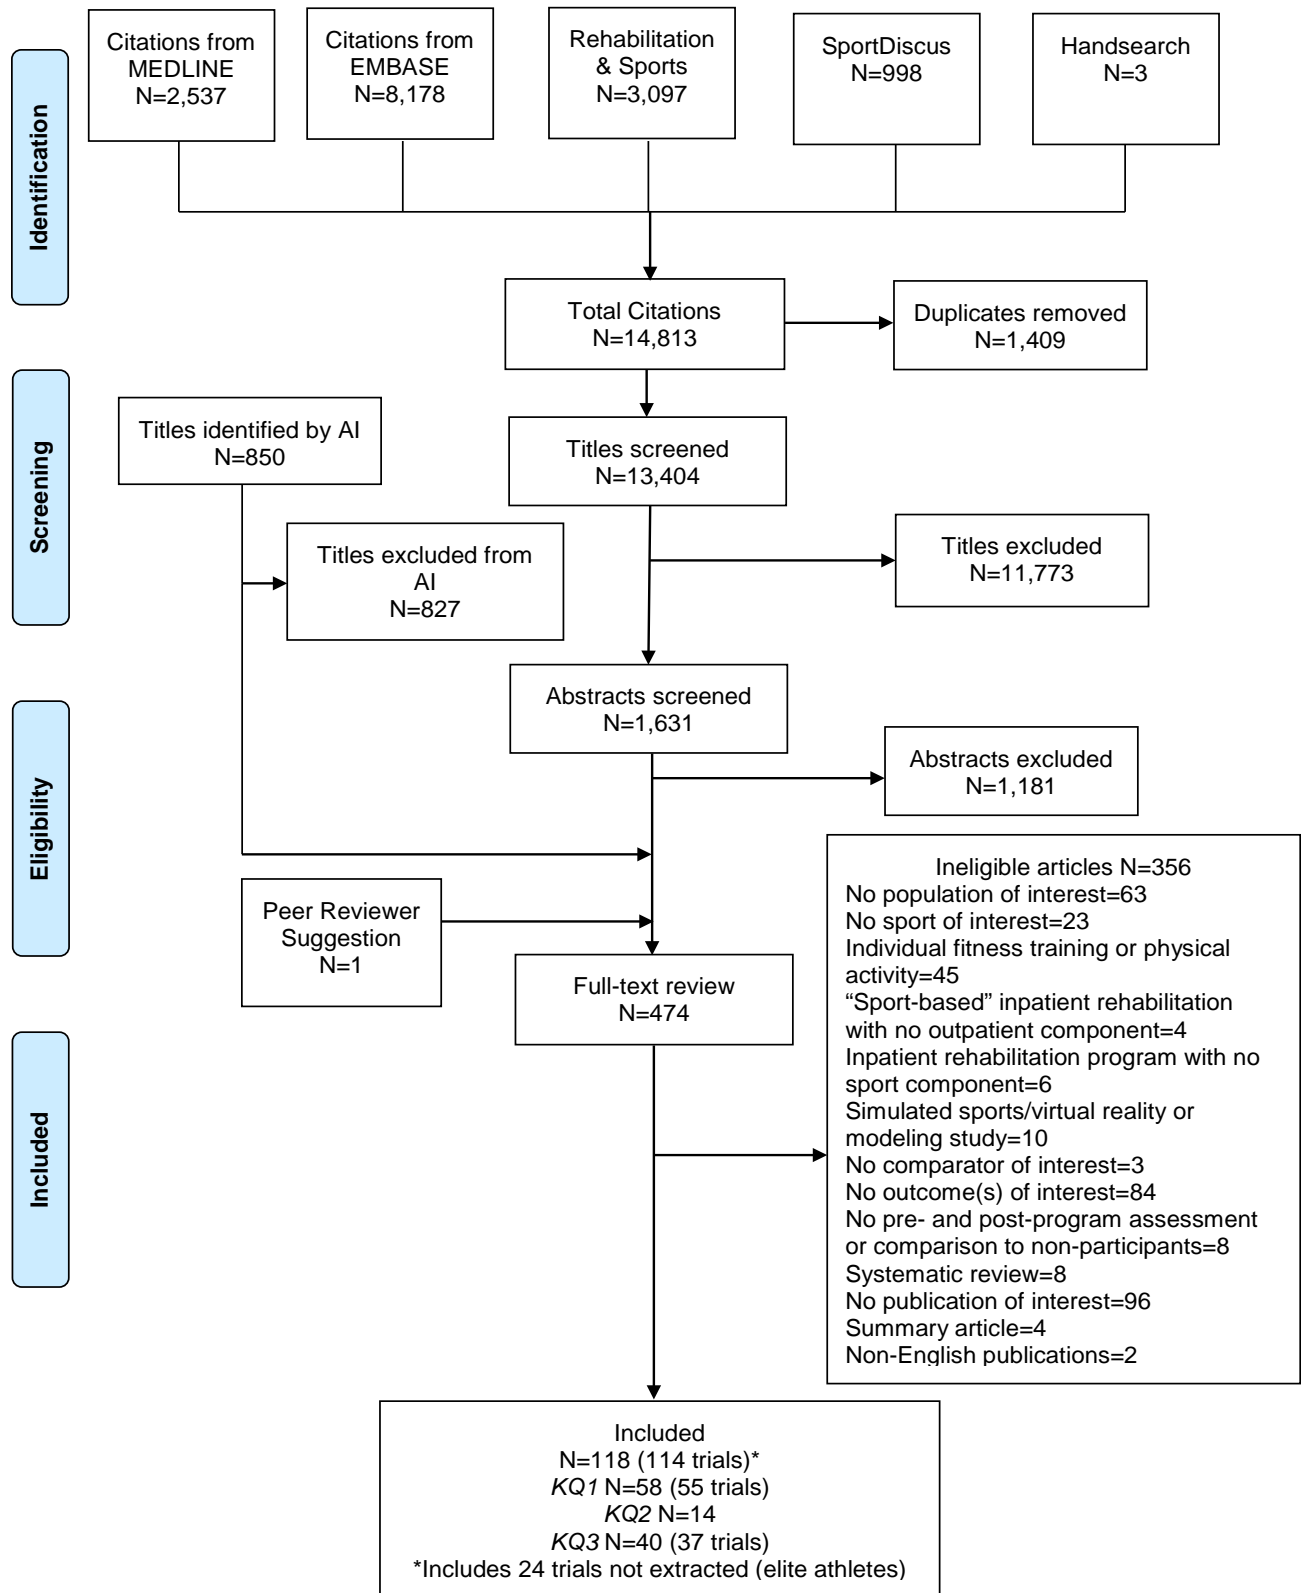 Citations from
MEDLINE
N=2,537
Citations from
EMBASE
N=8,178
Rehabilitation
& Sports
N=3,097
SportDiscus
N=998
Handsearch
N=3
Identification
Total Citations
N=14,813
Duplicates removed
N=1,409
Screening
Titles identified by AI
N=850
Titles screened
N=13,404
Titles excluded from
AI
N=827
Titles excluded
N=11,773
Abstracts screened
N=1,631
Eligibility
Abstracts excluded
N=1,181
Peer Reviewer
Suggestion
N=1
Full-text review
N=474
Ineligible articles N=356
No population of interest=63
No sport of interest=23
Individual fitness training or physical
activity=45
“Sport-based” inpatient rehabilitation
with no outpatient component=4
Inpatient rehabilitation program with no
sport component=6
Simulated sports/virtual reality or
modeling study=10
No comparator of interest=3
No outcome(s) of interest=84
No pre- and post-program assessment
or comparison to non-participants=8
Systematic review=8
No publication of interest=96
Summary article=4
Non-English publications=2
Included
Included
N=118 (114 trials)*
KQ1 N=58 (55 trials)
KQ2 N=14
KQ3 N=40 (37 trials)
*Includes 24 trials not extracted (elite athletes)